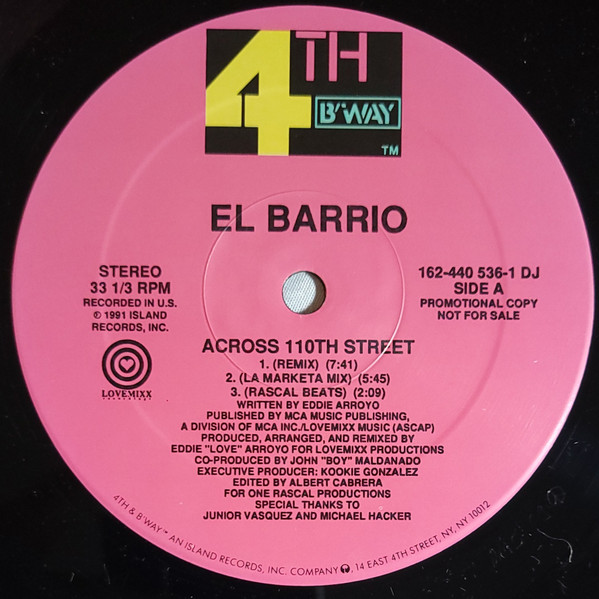 4TH
B'WAY
TM
EL BARRIO
STEREO
33 1/3 RPM
RECORDED IN U.S.
℗ 1991 ISLAND
RECORDS, INC.
LOVEMIXX
PRODUCTIONS
162-440 536-1 DJ
SIDE A
PROMOTIONAL COPY
NOT FOR SALE
ACROSS 110TH STREET
1. (REMIX) (7:41)
2. (LA MARKETA MIX) (5:45)
3. (RASCAL BEATS) (2:09)
WRITTEN BY EDDIE ARROYO
PUBLISHED BY MCA MUSIC PUBLISHING,
A DIVISION OF MCA INC./LOVEMIXX MUSIC (ASCAP)
PRODUCED, ARRANGED, AND REMIXED BY
EDDIE "LOVE" ARROYO FOR LOVEMIXX PRODUCTIONS
CO-PRODUCED BY JOHN "BOY" MALDANADO
EXECUTIVE PRODUCER: KOOKIE GONZALEZ
EDITED BY ALBERT CABRERA
FOR ONE RASCAL PRODUCTIONS
SPECIAL THANKS TO
JUNIOR VASQUEZ AND MICHAEL HACKER
4TH & B'WAY ™ AN ISLAND RECORDS, INC. COMPANY, 14 EAST 4TH STREET, NY, NY 10012